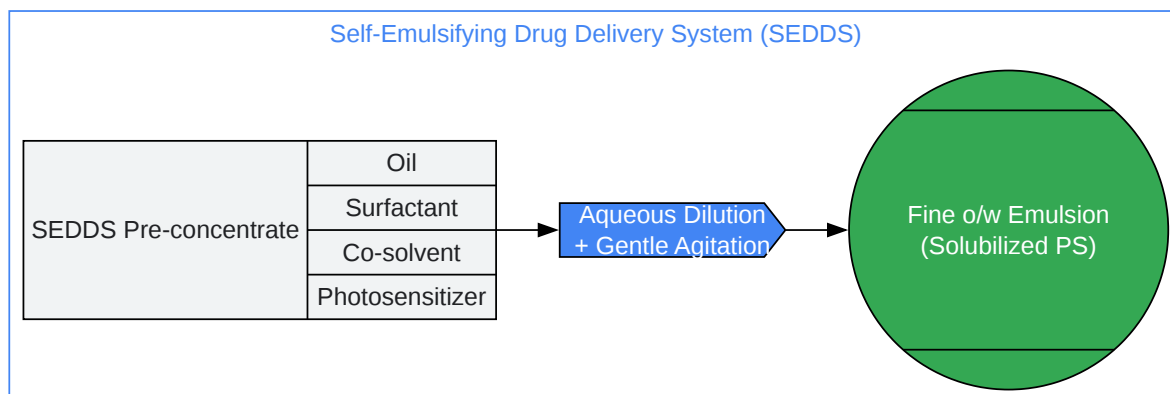 Self-Emulsifying Drug Delivery System (SEDDS)
SEDDS Pre-concentrate
Oil
Surfactant
Co-solvent
Photosensitizer
Aqueous Dilution
+ Gentle Agitation
Fine o/w Emulsion
(Solubilized PS)